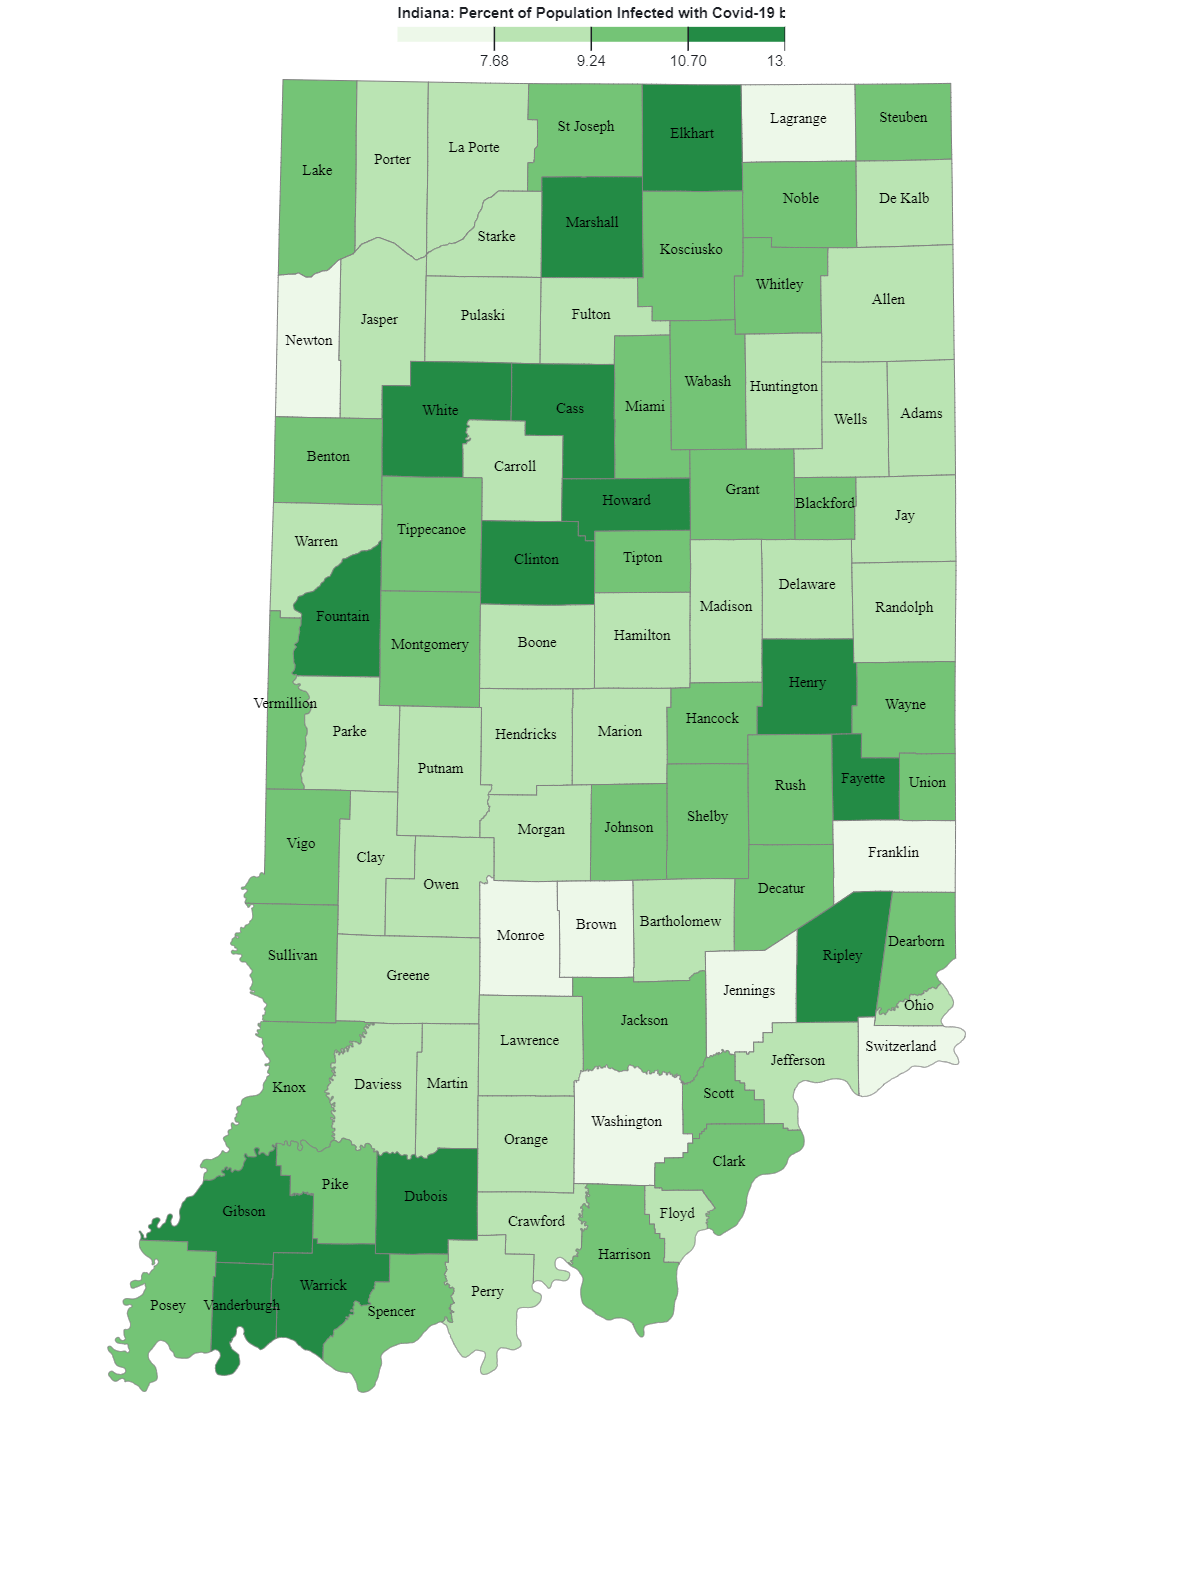 Indiana: Percent of Population Infected with Covid-19 b
7.68 9.24 10.70 13.
Lake
Porter
La Porte
St Joseph
Elkhart
Lagrange
Steuben
Starke
Marshall
Kosciusko
Noble
De Kalb
Newton
Jasper
Pulaski
Fulton
Whitley
Allen
White
Cass
Miami
Wabash
Huntington
Wells
Adams
Benton
Carroll
Howard
Grant
Blackford
Jay
Warren
Tippecanoe
Clinton
Tipton
Madison
Delaware
Randolph
Fountain
Montgomery
Boone
Hamilton
Henry
Wayne
Vermillion
Parke
Putnam
Hendricks
Marion
Hancock
Rush
Fayette
Union
Vigo
Clay
Owen
Morgan
Johnson
Shelby
Decatur
Franklin
Sullivan
Greene
Monroe
Brown
Bartholomew
Jennings
Ripley
Dearborn
Ohio
Switzerland
Knox
Daviess
Martin
Lawrence
Jackson
Scott
Jefferson
Orange
Washington
Clark
Gibson
Pike
Dubois
Crawford
Harrison
Floyd
Posey
Vanderburgh
Warrick
Spencer
Perry